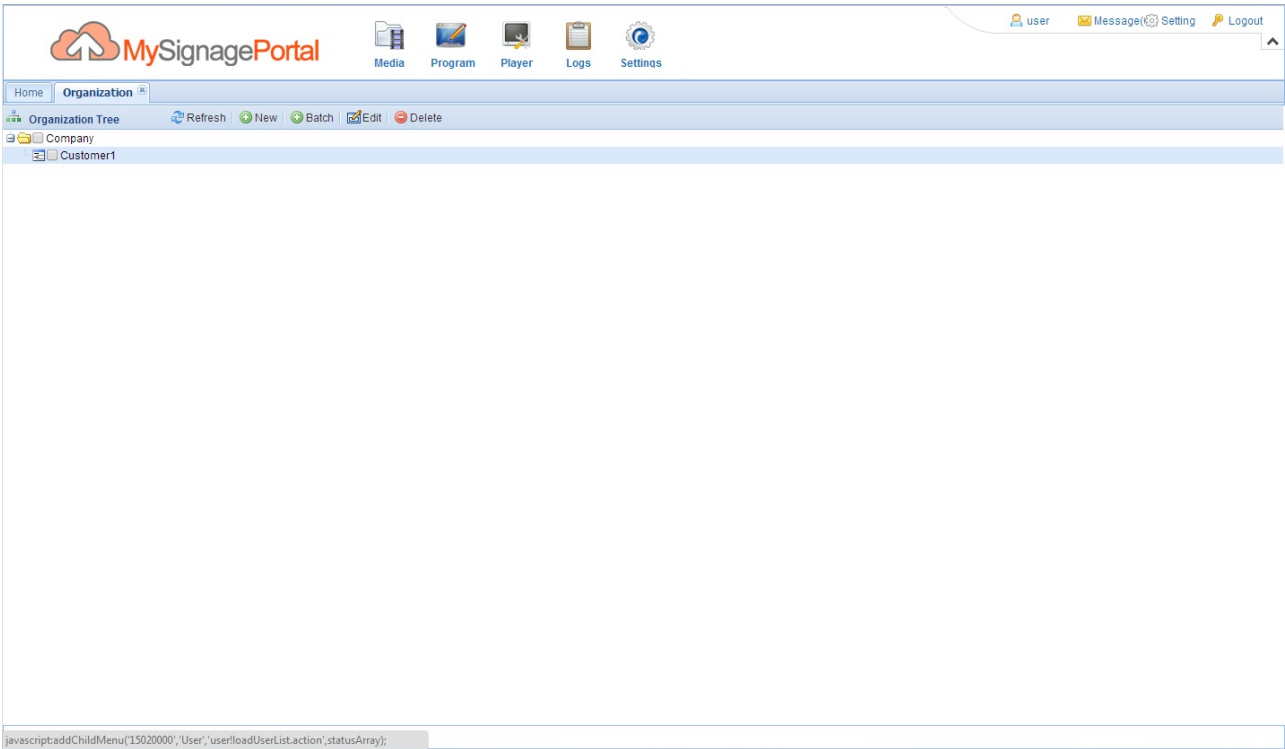 user Message( Setting Logout
MySignagePortal
Media Program Player Logs Settings
Home Organization
Organization Tree Refresh New Batch Edit Delete
Company
Customer1
javascript:addChildMenu('15020000','User','user!loadUserList.action',statusArray);